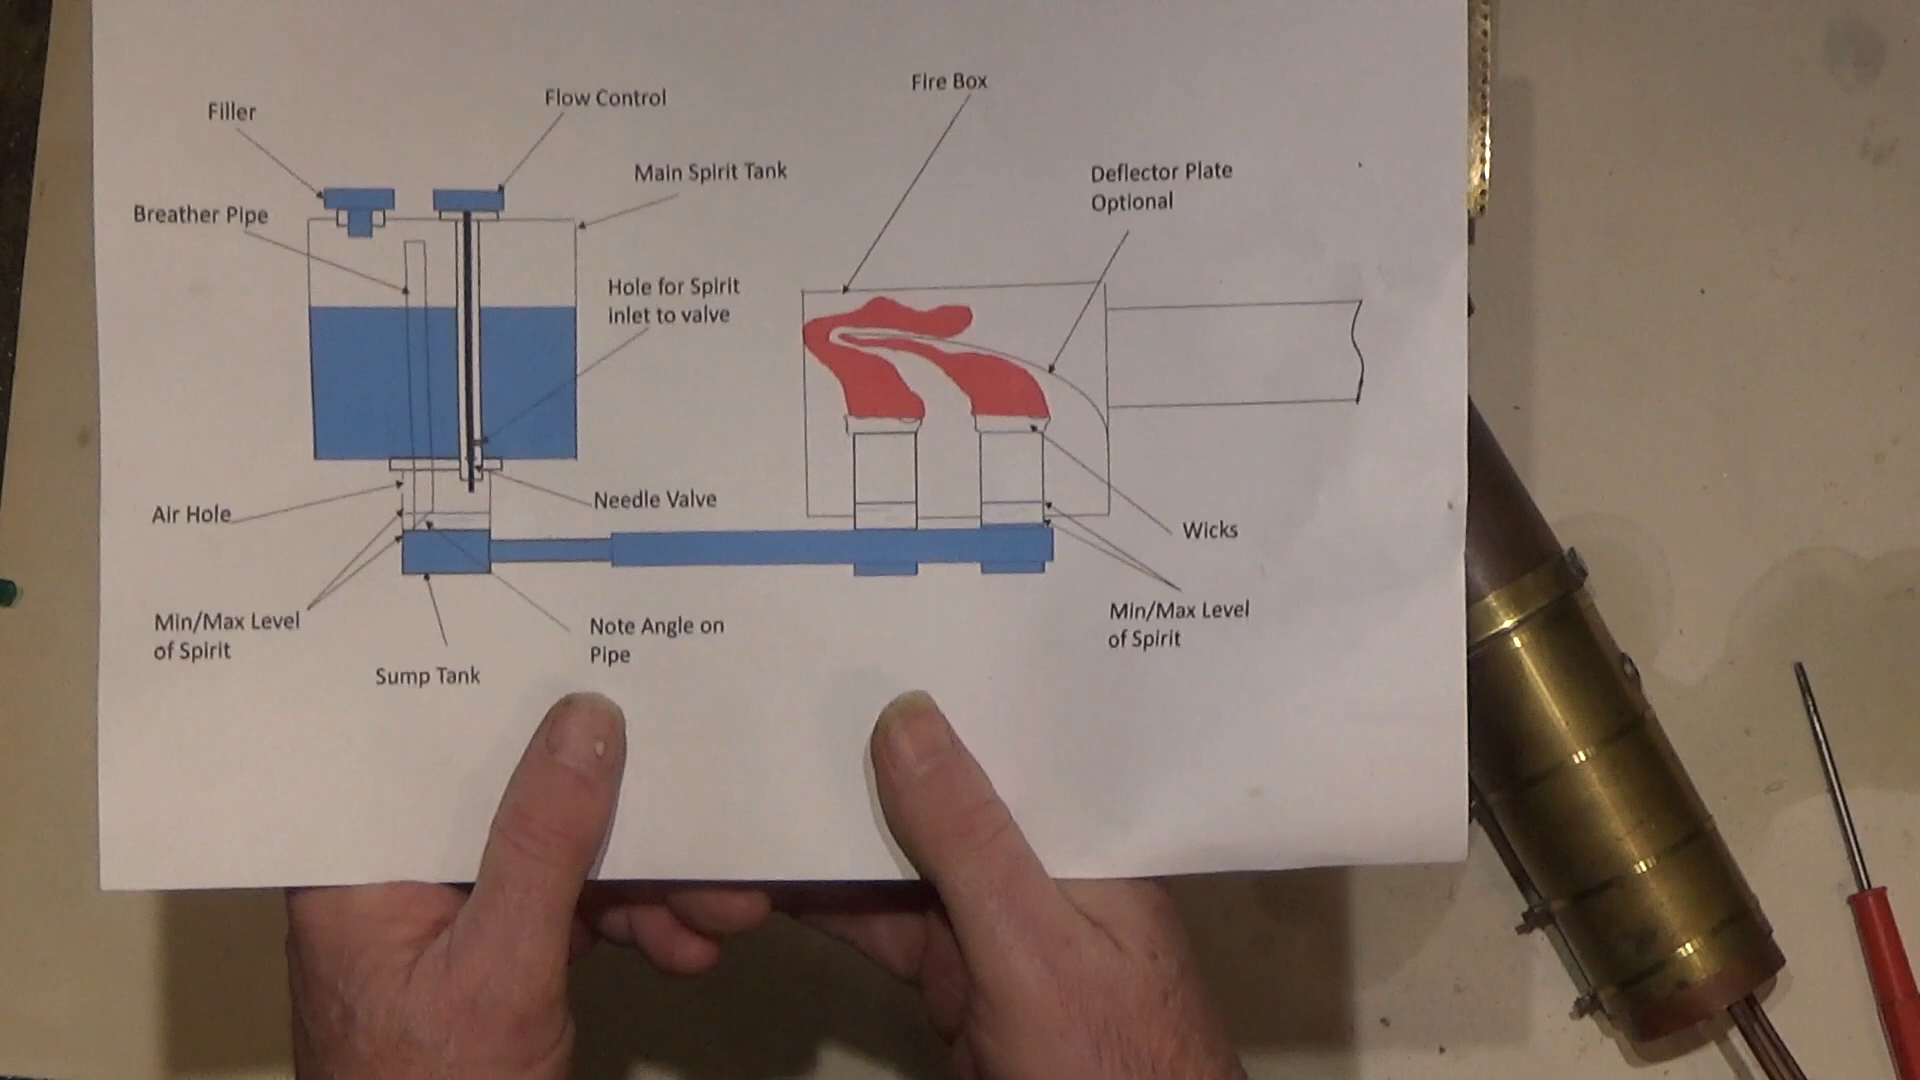 Fire Box
Flow Control
Filler
Main Spirit Tank
Deflector Plate
Optional
Breather Pipe
Hole for Spirit
inlet to valve
Needle Valve
Air Hole
Wicks
Min/Max Level
of Spirit
Note Angle on
Pipe
Min/Max Level
of Spirit
Sump Tank